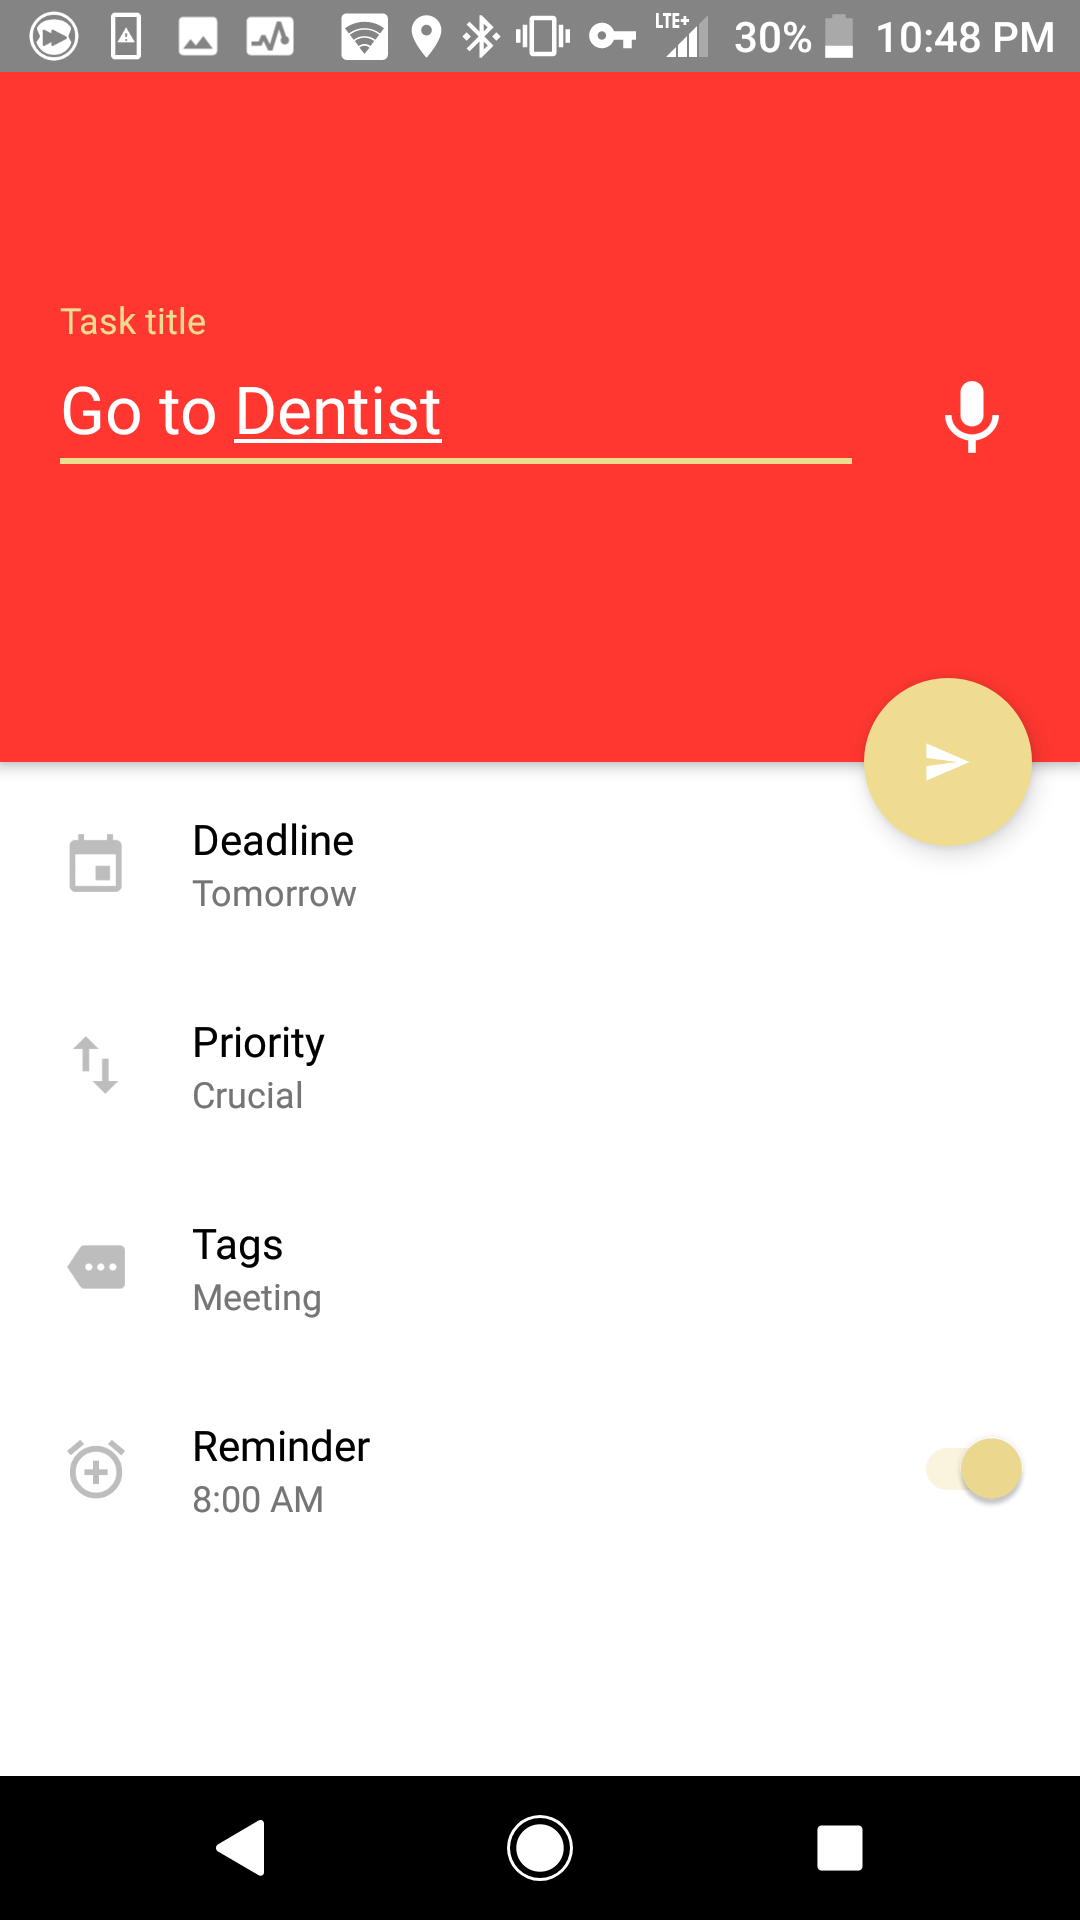 LTE+ 30% 10:48 PM
Task title
Go to Dentist
Deadline
Tomorrow
Priority
Crucial
Tags
Meeting
Reminder
8:00 AM